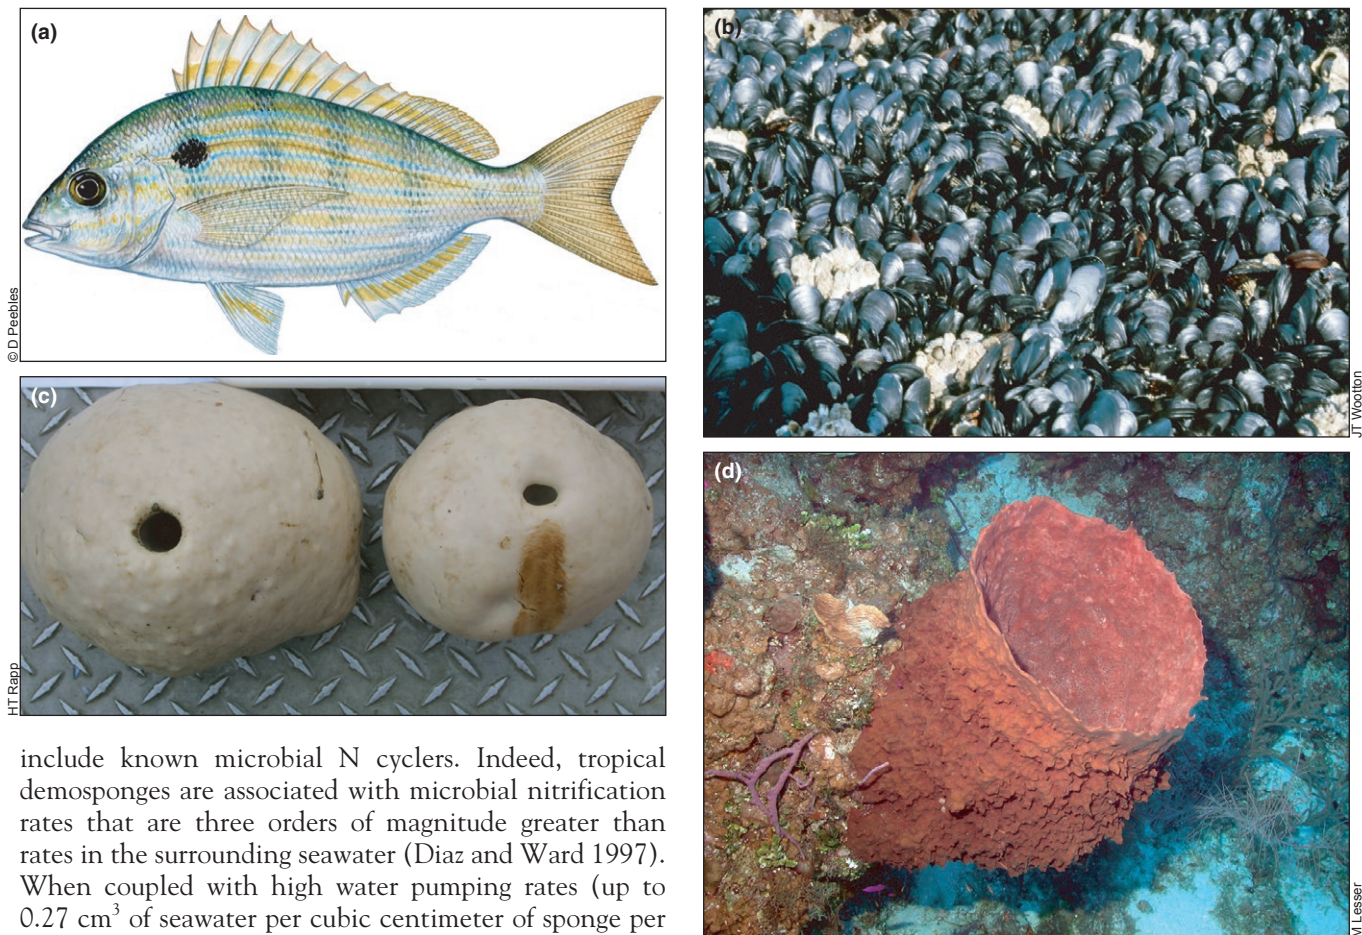 (a)
© D Peebles
(b)
JT Wootton
(c)
HT Rapp
(d)
M Lesser
include known microbial N cyclers. Indeed, tropical
demosponges are associated with microbial nitrification
rates that are three orders of magnitude greater than
rates in the surrounding seawater (Diaz and Ward 1997).
When coupled with high water pumping rates (up to
0.27 cm³ of seawater per cubic centimeter of sponge per